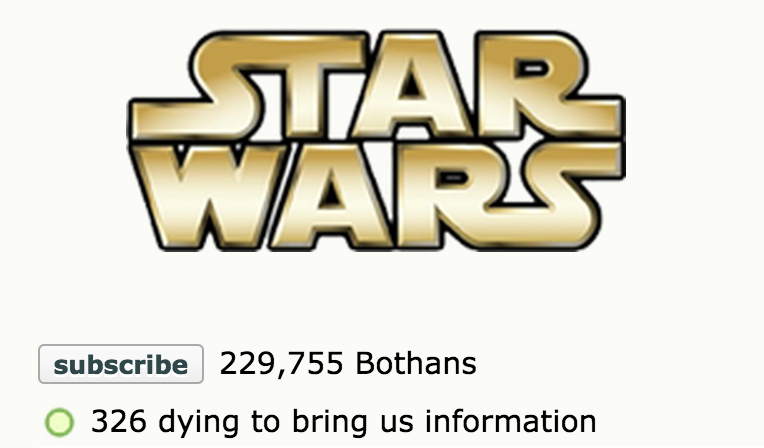 STAR
WARS
subscribe 229,755 Bothans
326 dying to bring us information